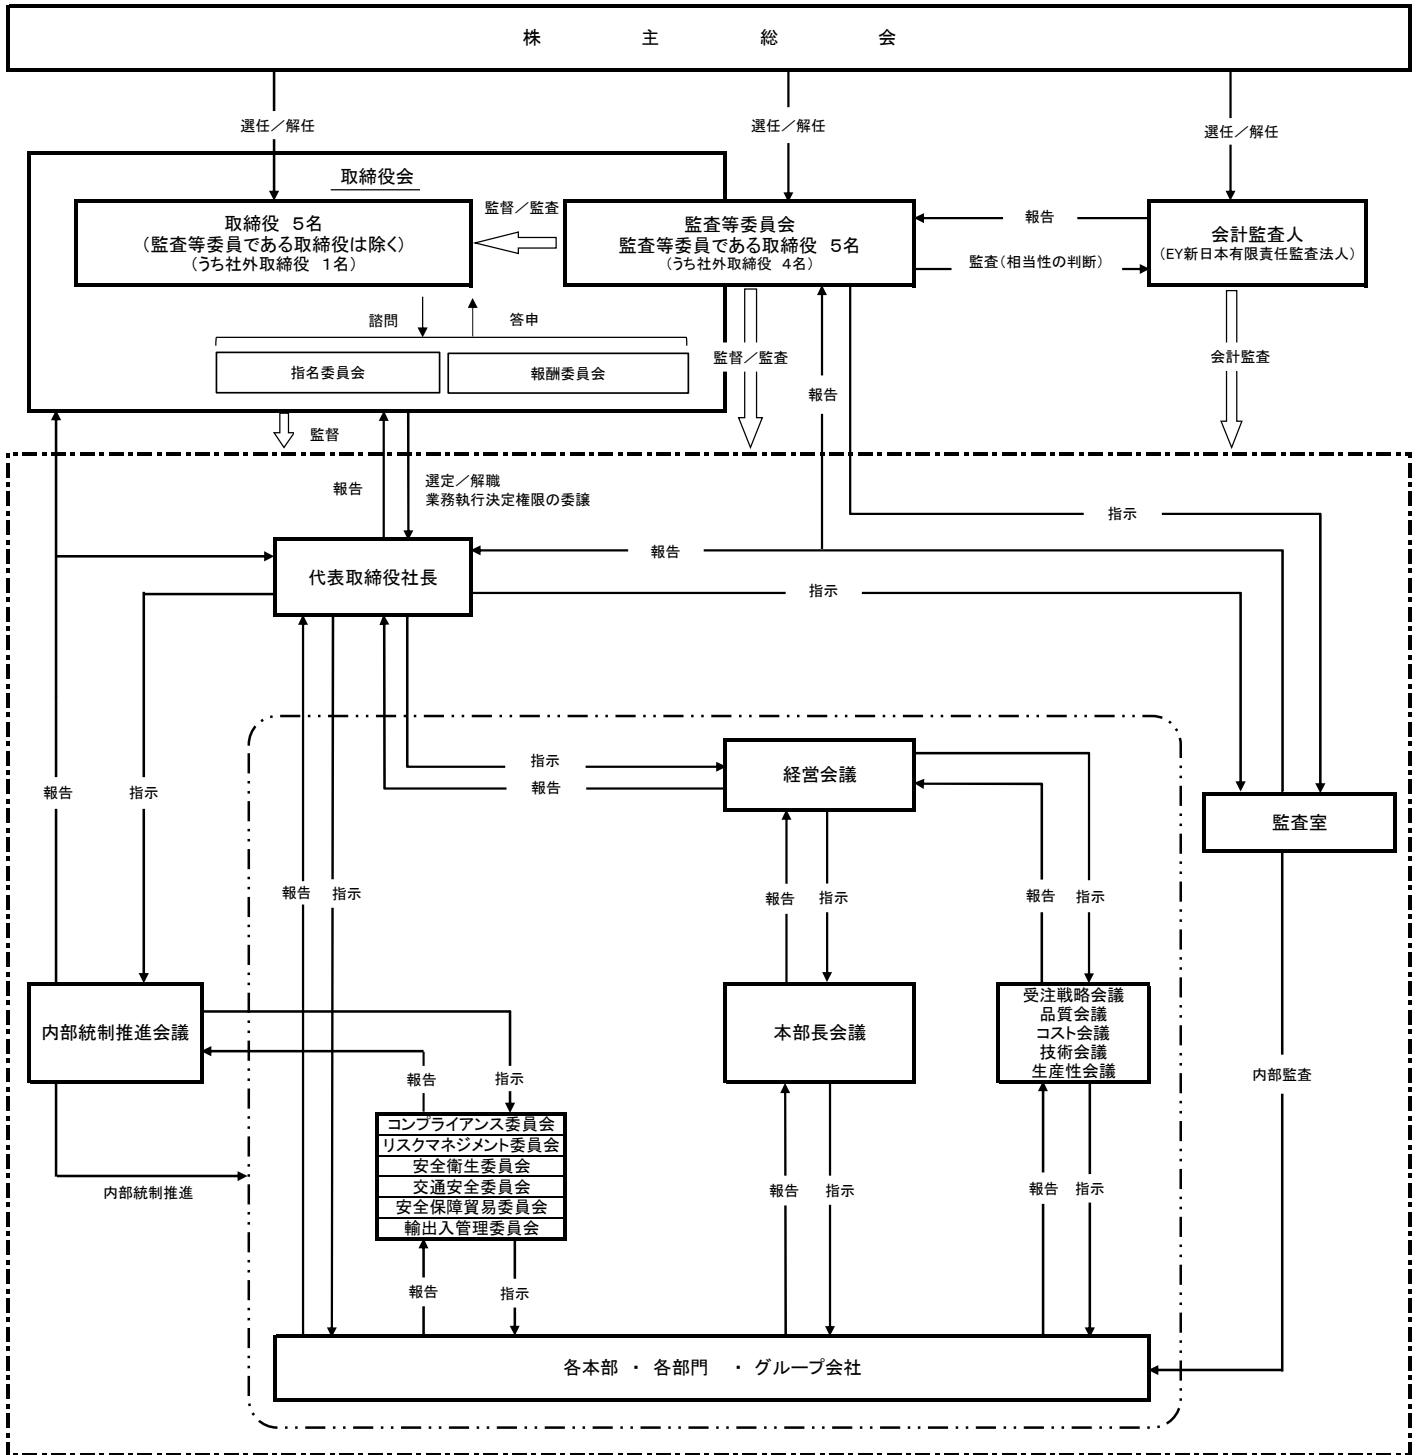 株 主 総 会
選任／解任
選任／解任
選任／解任
取締役会
取締役 5名
（監査等委員である取締役は除く）
（うち社外取締役 1名）
監督／監査
監査等委員会
監査等委員である取締役 5名
（うち社外取締役 4名）
報告
監査（相当性の判断）
会計監査人
（EY新日本有限責任監査法人）
諮問
答申
指名委員会
報酬委員会
監督／監査
報告
会計監査
監督
報告
選定／解職
業務執行決定権限の委譲
指示
代表取締役社長
報告
指示
報告
指示
指示
報告
経営会議
監査室
報告
指示
報告
指示
報告
指示
内部統制推進会議
本部長会議
受注戦略会議
品質会議
コスト会議
技術会議
生産性会議
報告
指示
内部監査
コンプライアンス委員会
リスクマネジメント委員会
安全衛生委員会
交通安全委員会
安全保障貿易委員会
輸出入管理委員会
内部統制推進
報告
指示
報告
指示
報告
指示
各本部 ・ 各部門 ・ グループ会社